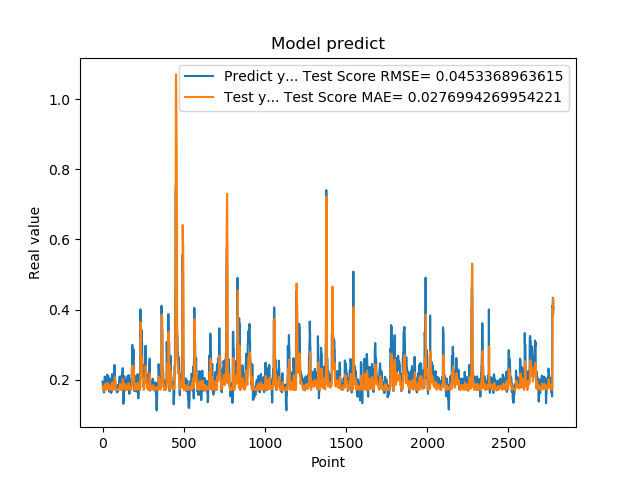 Model predict
Predict y... Test Score RMSE= 0.0453368963615
Test y... Test Score MAE= 0.0276994269954221
1.0
0.8
0.6
0.4
0.2
Real value
0 500 1000 1500 2000 2500
Point